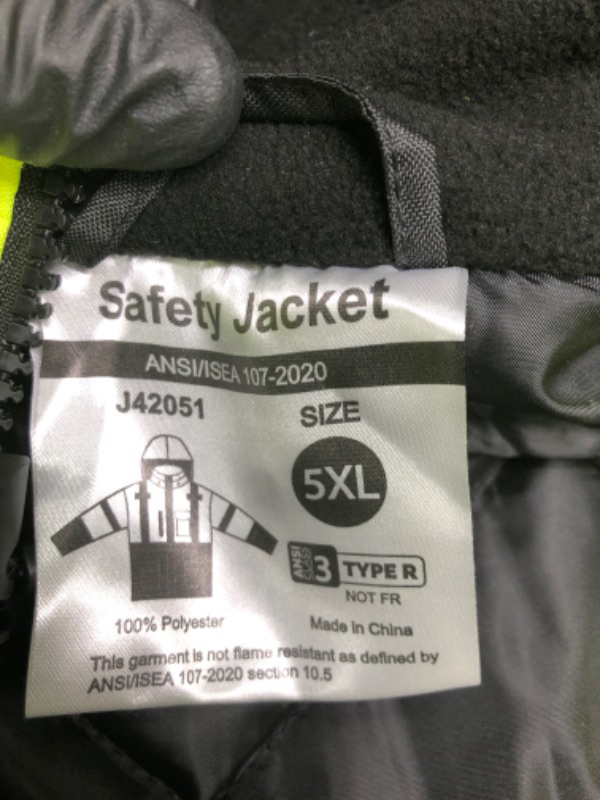 Safety Jacket
ANSI/ISEA 107-2020
J42051
SIZE
5XL
ANSI CLASS 3 TYPE R
NOT FR
100% Polyester
Made in China
This garment is not flame resistant as defined by
ANSI/ISEA 107-2020 section 10.5